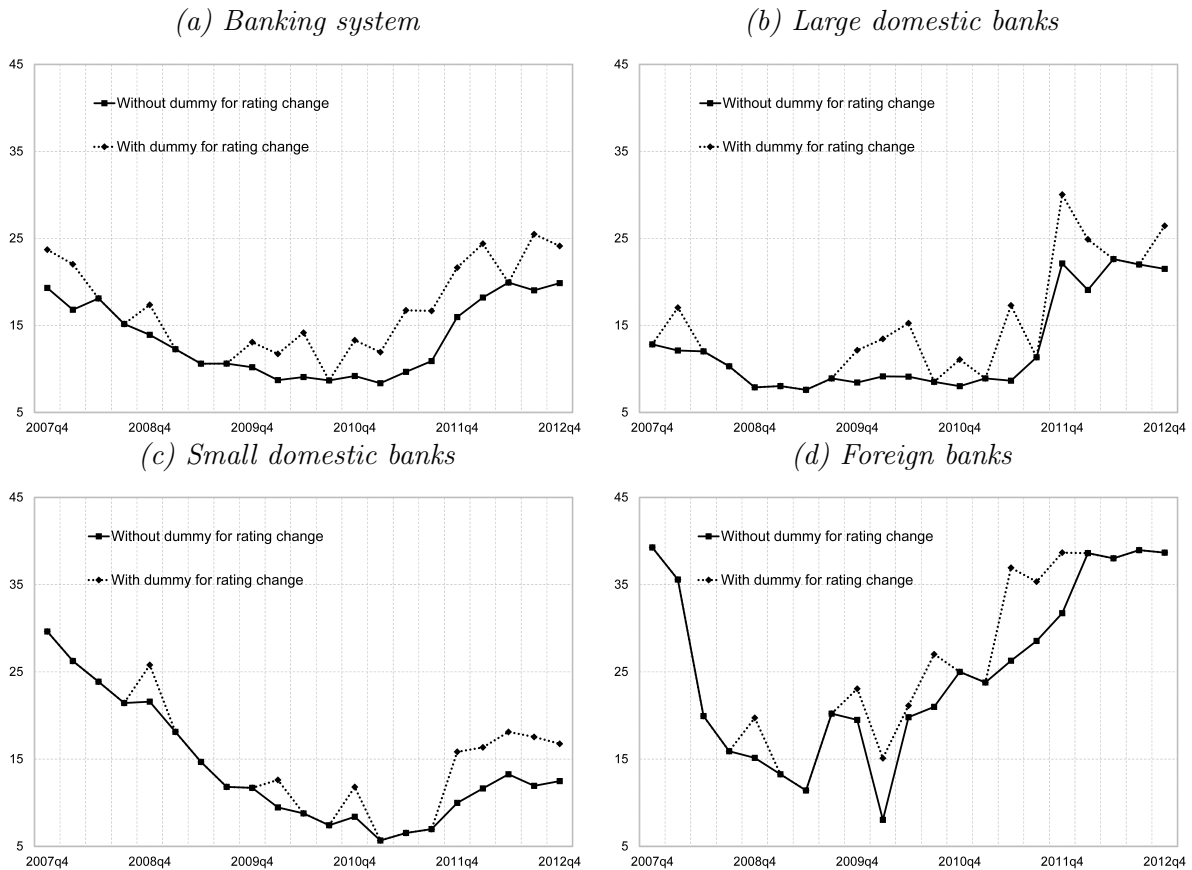 (a) Banking system
45
Without dummy for rating change
With dummy for rating change
35
25
15
5
2007q4 2008q4 2009q4 2010q4 2011q4 2012q4
(b) Large domestic banks
45
Without dummy for rating change
With dummy for rating change
35
25
15
5
2007q4 2008q4 2009q4 2010q4 2011q4 2012q4
(c) Small domestic banks
45
Without dummy for rating change
With dummy for rating change
35
25
15
5
2007q4 2008q4 2009q4 2010q4 2011q4 2012q4
(d) Foreign banks
45
Without dummy for rating change
With dummy for rating change
35
25
15
5
2007q4 2008q4 2009q4 2010q4 2011q4 2012q4